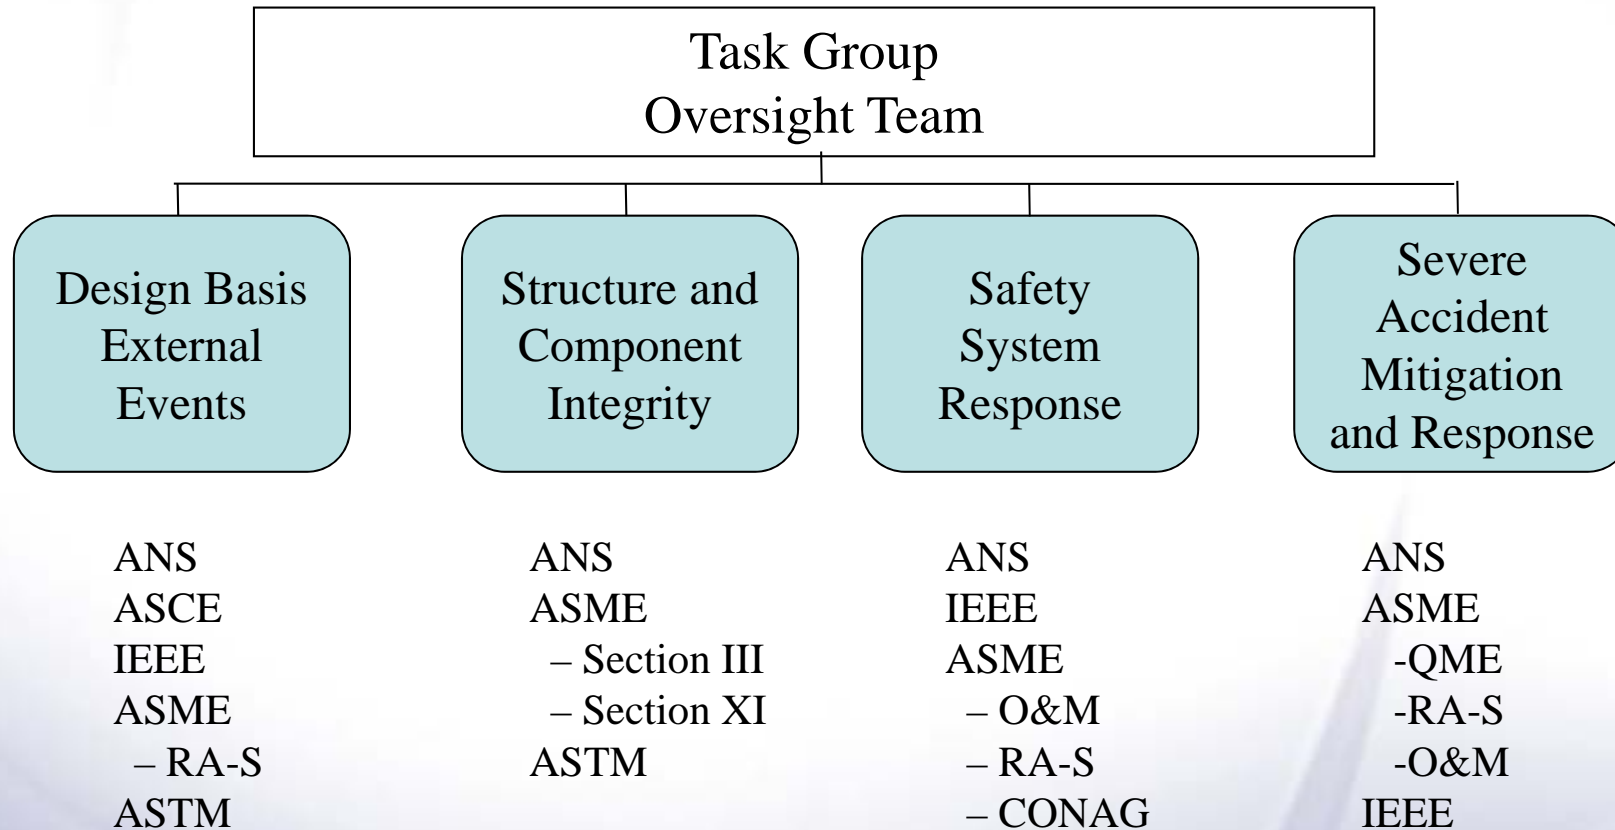 Task Group
Oversight Team
Design Basis
External
Events
Structure and
Component
Integrity
Safety
System
Response
Severe
Accident
Mitigation
and Response
ANS
ASCE
IEEE
ASME
– RA-S
ASTM
ANS
ASME
– Section III
– Section XI
ASTM
ANS
IEEE
ASME
– O&M
– RA-S
– CONAG
ANS
ASME
-QME
-RA-S
-O&M
IEEE